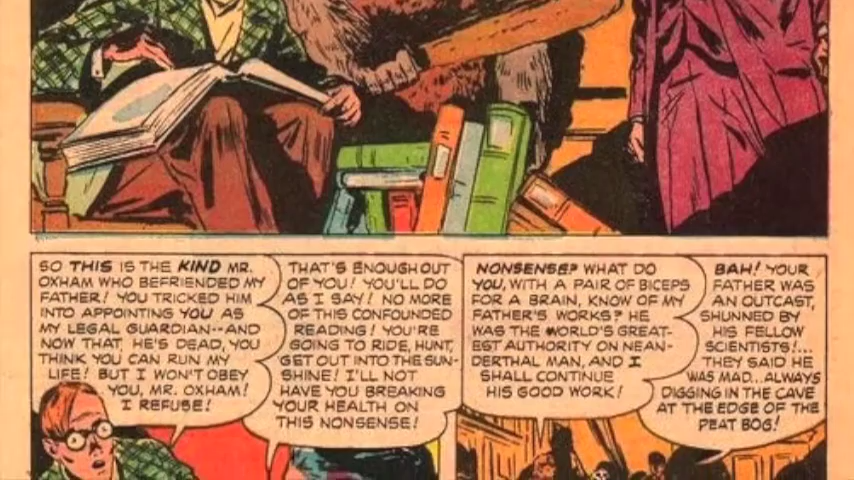 SO THIS IS THE KIND MR.
OXHAM WHO BEFRIENDED MY
FATHER! YOU TRICKED HIM
INTO APPOINTING YOU AS
MY LEGAL GUARDIAN--AND
NOW THAT HE'S DEAD, YOU
THINK YOU CAN RUN MY
LIFE! BUT I WON'T OBEY
YOU, MR. OXHAM!
I REFUSE!
THAT'S ENOUGH OUT
OF YOU! YOU'LL DO
AS I SAY! NO MORE
OF THIS CONFOUNDED
READING! YOU'RE
GOING TO RIDE, HUNT,
GET OUT INTO THE SUN-
SHINE! I'LL NOT
HAVE YOU BREAKING
YOUR HEALTH ON
THIS NONSENSE!
NONSENSE? WHAT DO
YOU, WITH A PAIR OF BICEPS
FOR A BRAIN, KNOW OF MY
FATHER'S WORKS? HE
WAS THE WORLD'S GREAT-
EST AUTHORITY ON NEAN-
DERTHAL MAN, AND I
SHALL CONTINUE
HIS GOOD WORK!
BAH! YOUR
FATHER WAS
AN OUTCAST,
SHUNNED BY
HIS FELLOW
SCIENTISTS!...
THEY SAID HE
WAS MAD...ALWAYS
DIGGING IN THE CAVE
AT THE EDGE OF THE
PEAT BOG!